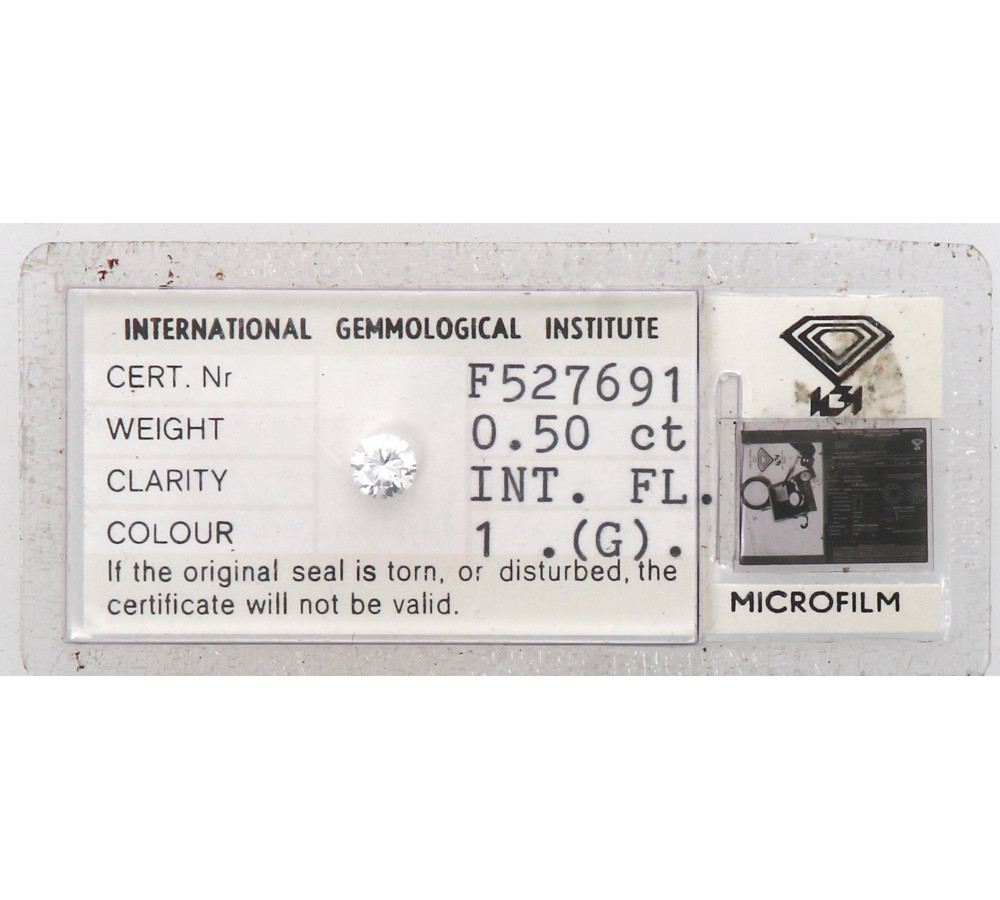 INTERNATIONAL GEMMOLOGICAL INSTITUTE
CERT. Nr F527691
WEIGHT 0.50 ct
CLARITY INT. FL.
COLOUR 1 .(G).
If the original seal is torn, or disturbed, the
certificate will not be valid.
MICROFILM